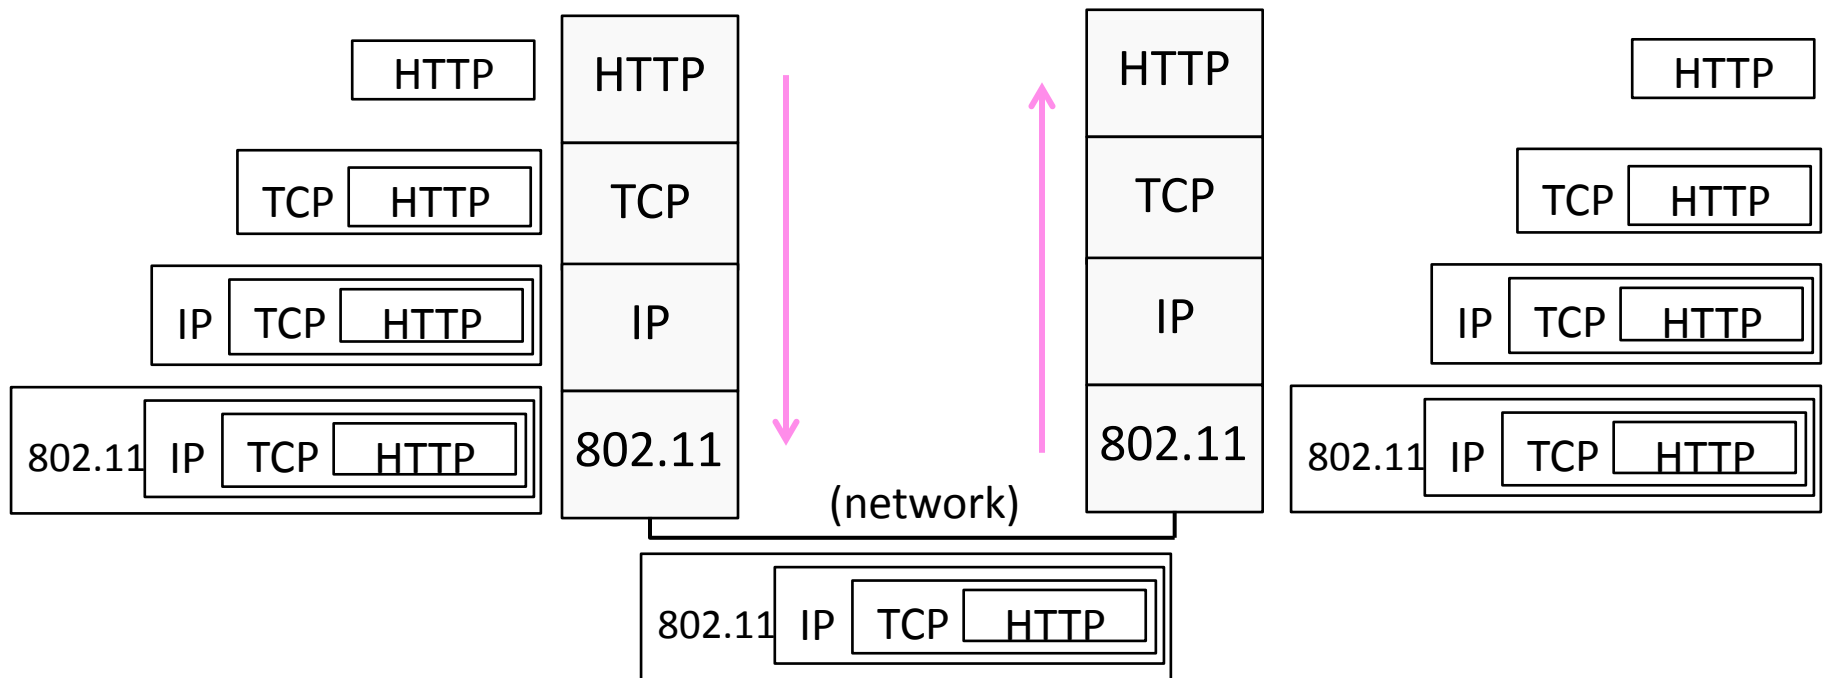 HTTP HTTP HTTP HTTP
TCP HTTP TCP TCP TCP HTTP
IP TCP HTTP IP IP IP TCP HTTP
802.11 IP TCP HTTP 802.11 802.11 802.11 IP TCP HTTP
(network)
802.11 IP TCP HTTP